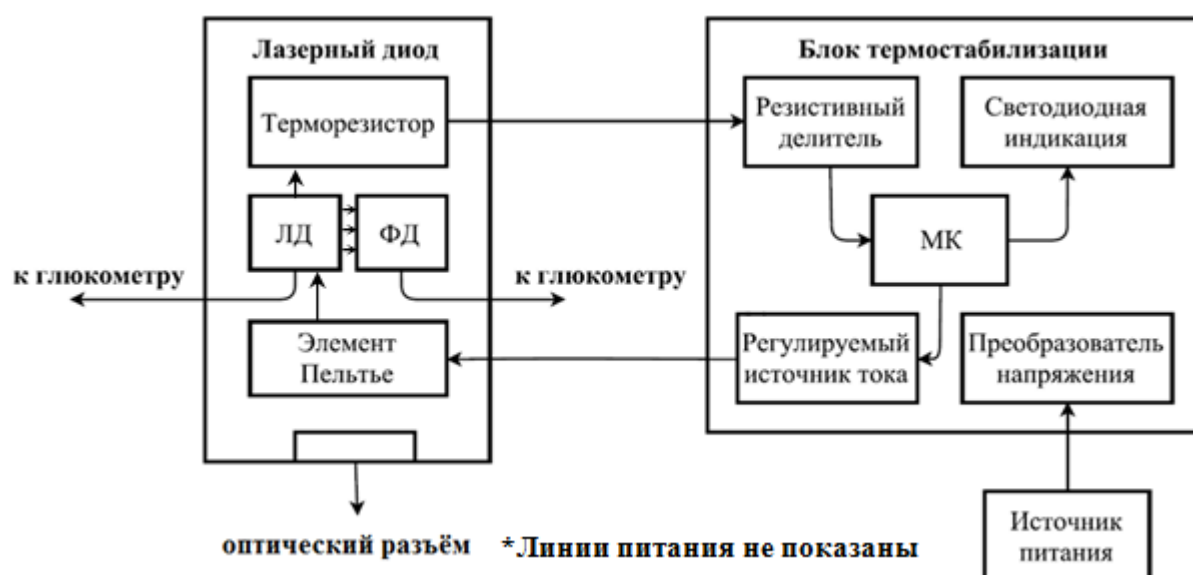 Лазерный диод
Терморезистор
ЛД
ФД
к глюкометру
к глюкометру
Элемент
Пельтье
оптический разъём
Блок термостабилизации
Резистивный
делитель
Светодиодная
индикация
МК
Регулируемый
источник тока
Преобразователь
напряжения
Источник
питания
*Линии питания не показаны